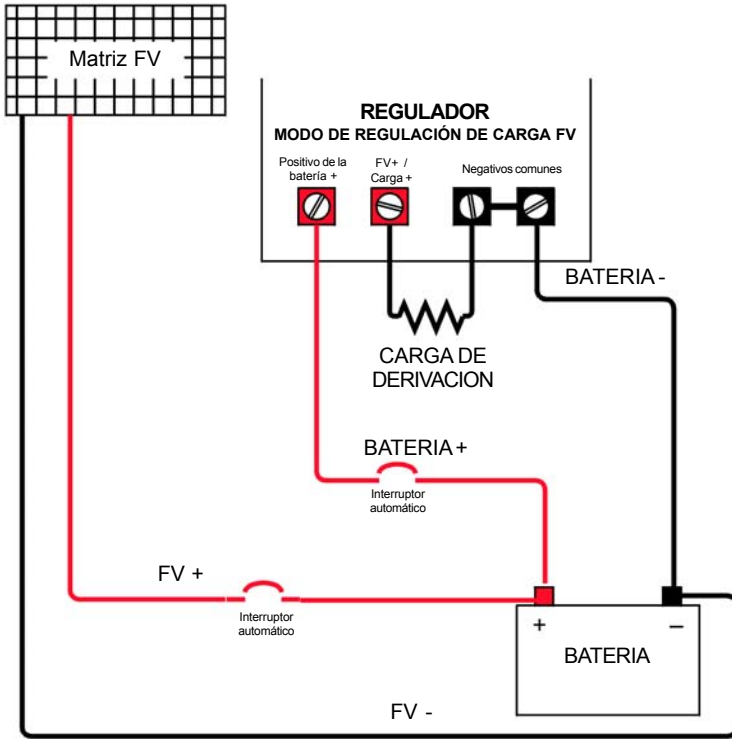 Matriz FV
REGULADOR
MODO DE REGULACIÓN DE CARGA FV
Positivo de la
batería +
FV+ /
Carga +
Negativos comunes
BATERIA -
CARGA DE
DERIVACION
BATERIA +
Interruptor
automático
FV +
Interruptor
automático
+ –
BATERIA
FV -